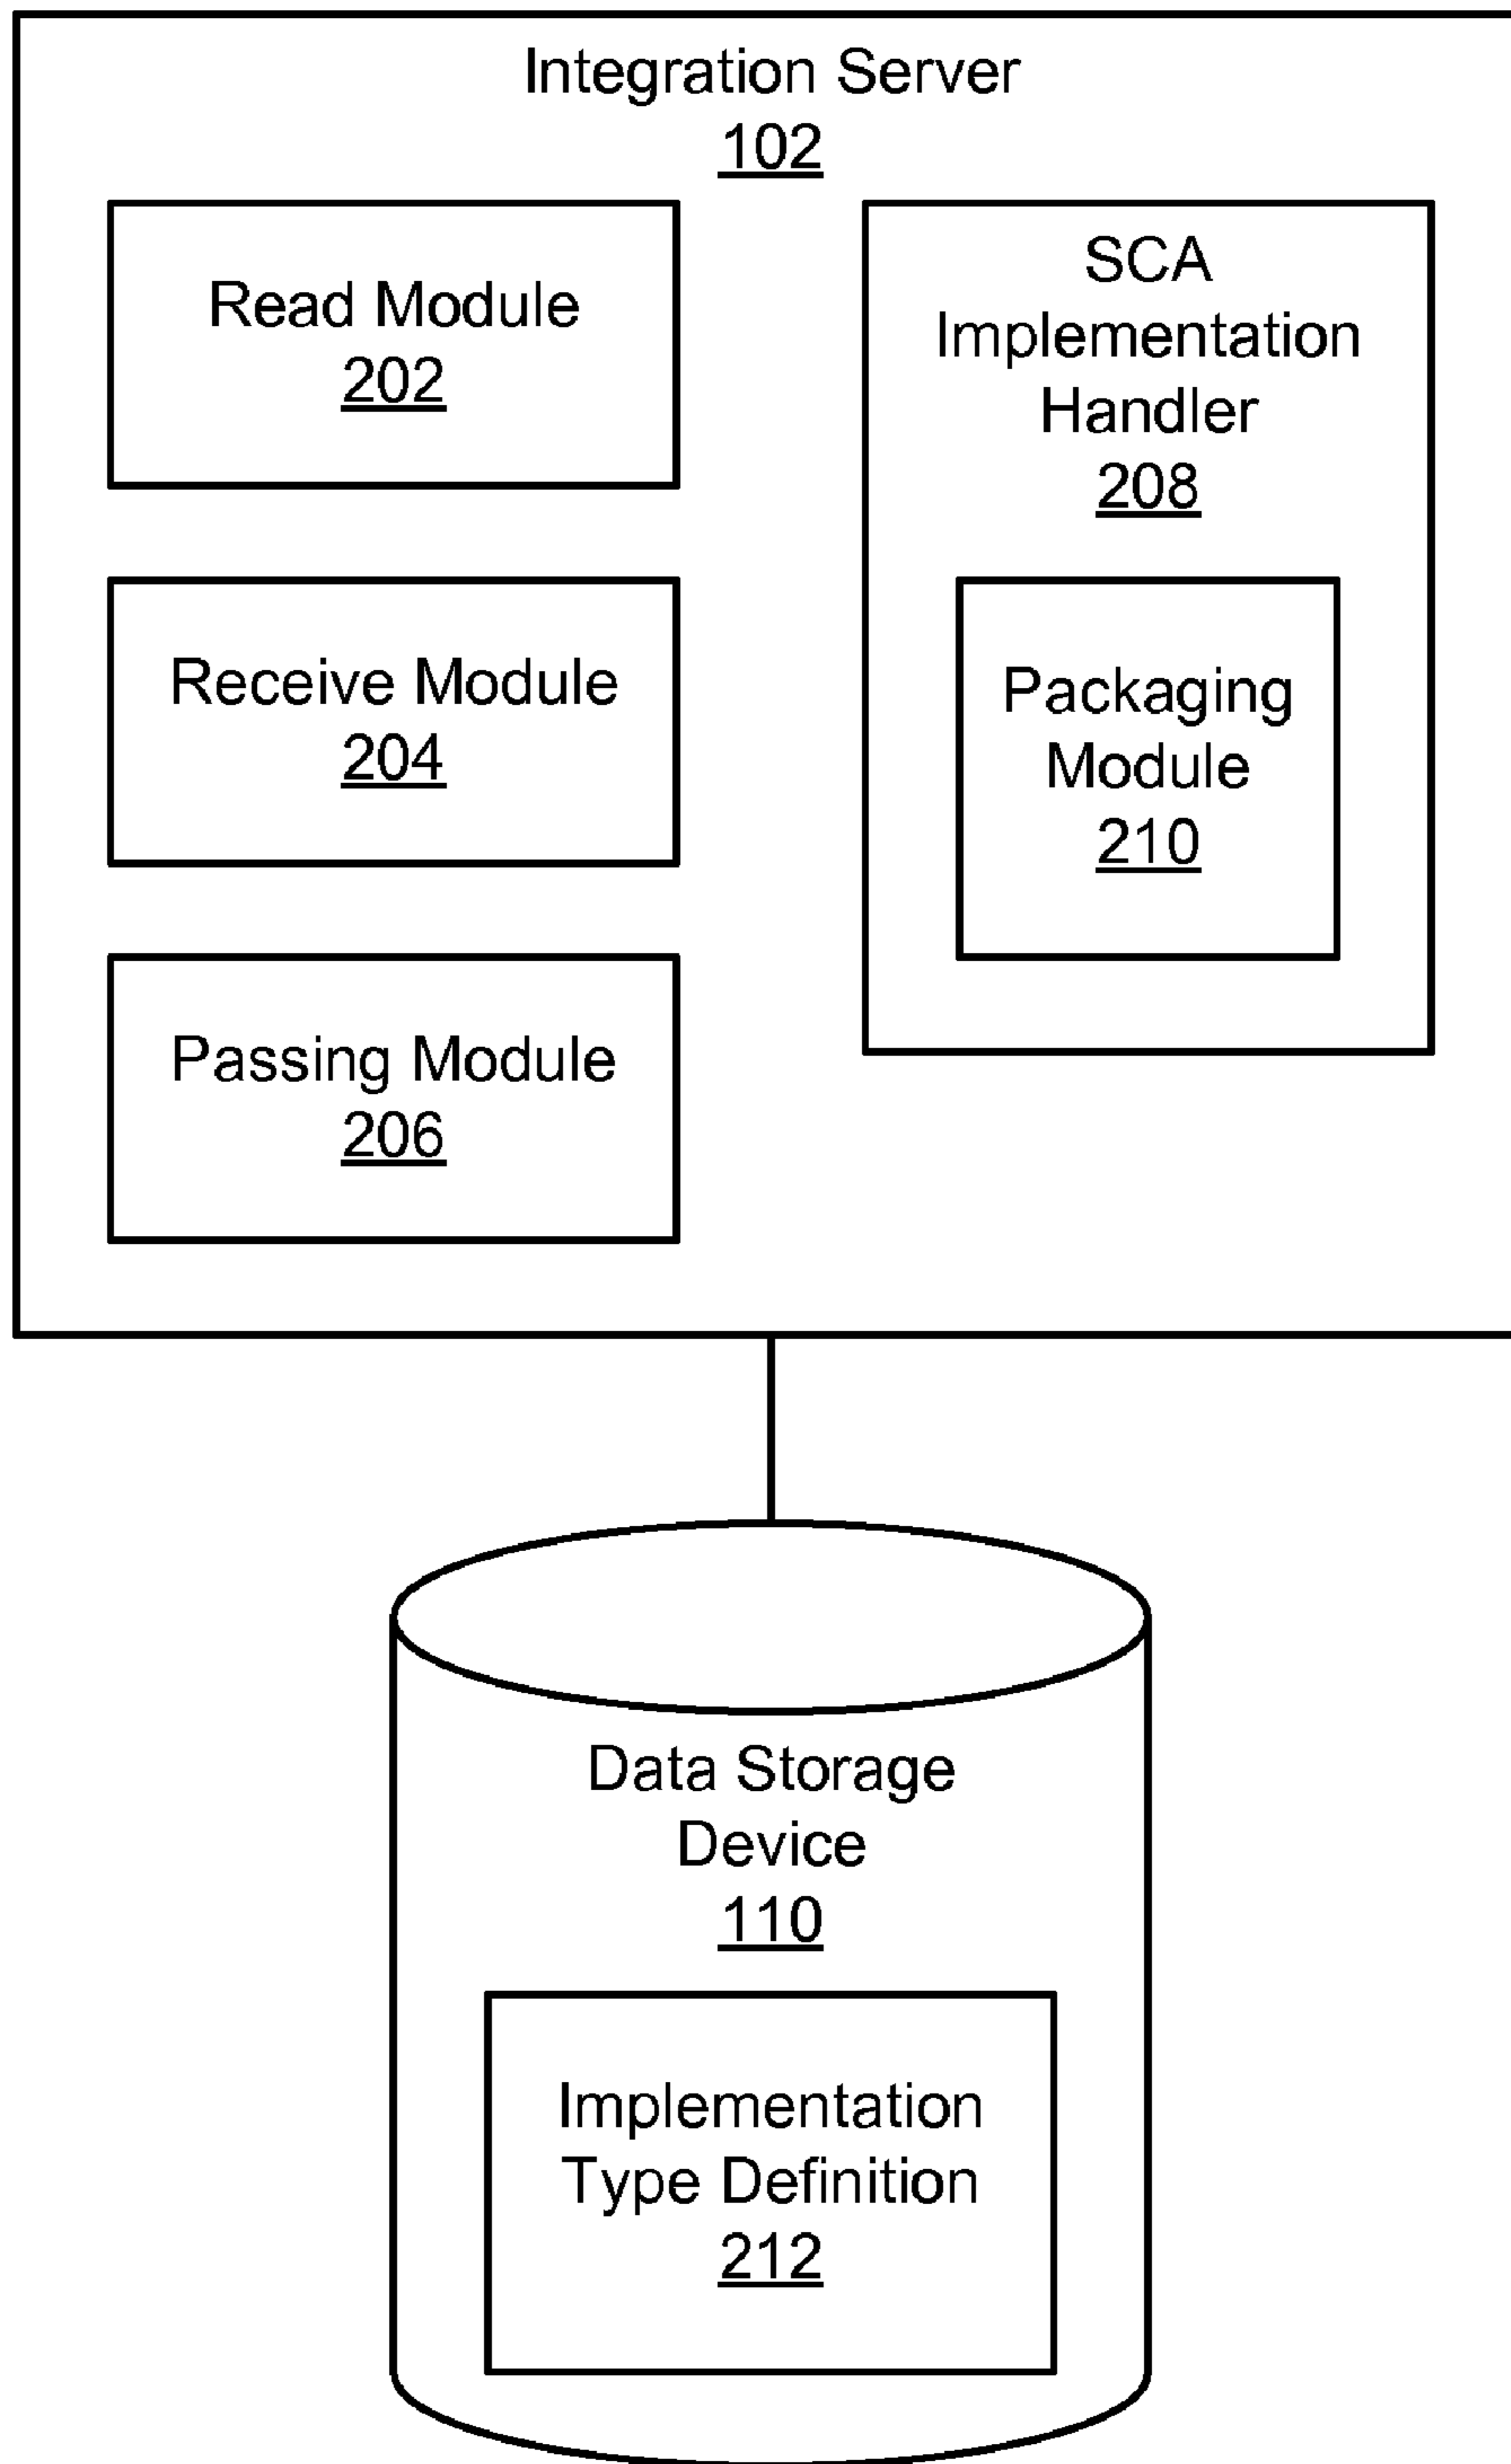 Integration Server
102
Read Module
202
Receive Module
204
Passing Module
206
SCA
Implementation
Handler
208
Packaging
Module
210
Data Storage
Device
110
Implementation
Type Definition
212